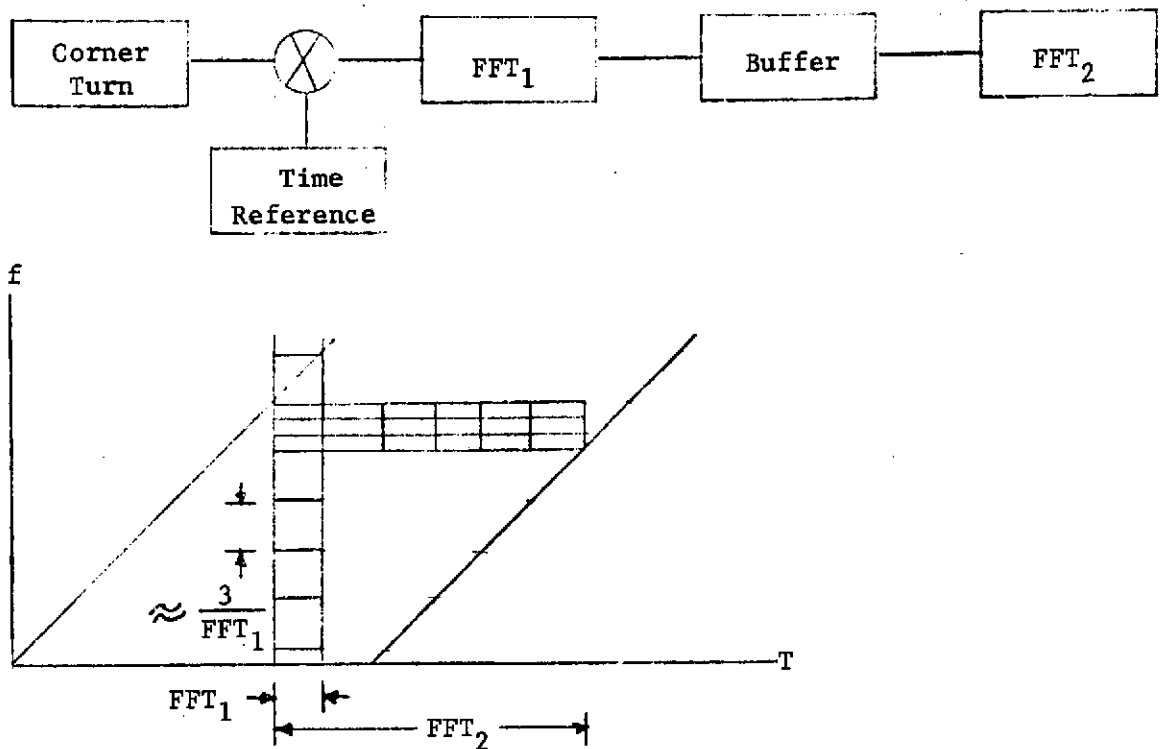 Corner
Turn
FFT1
Buffer
FFT2
Time
Reference
f
≈ 3
FFT1
T
FFT1
FFT2